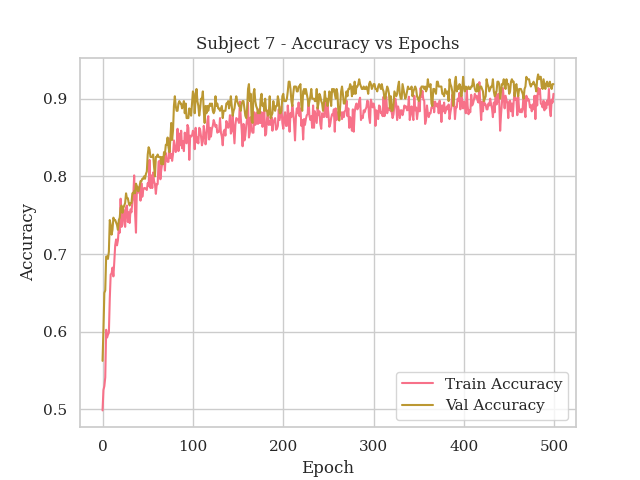 Subject 7 - Accuracy vs Epochs
Accuracy
0.9
0.8
0.7
0.6
0.5
Train Accuracy
Val Accuracy
0 100 200 300 400 500
Epoch